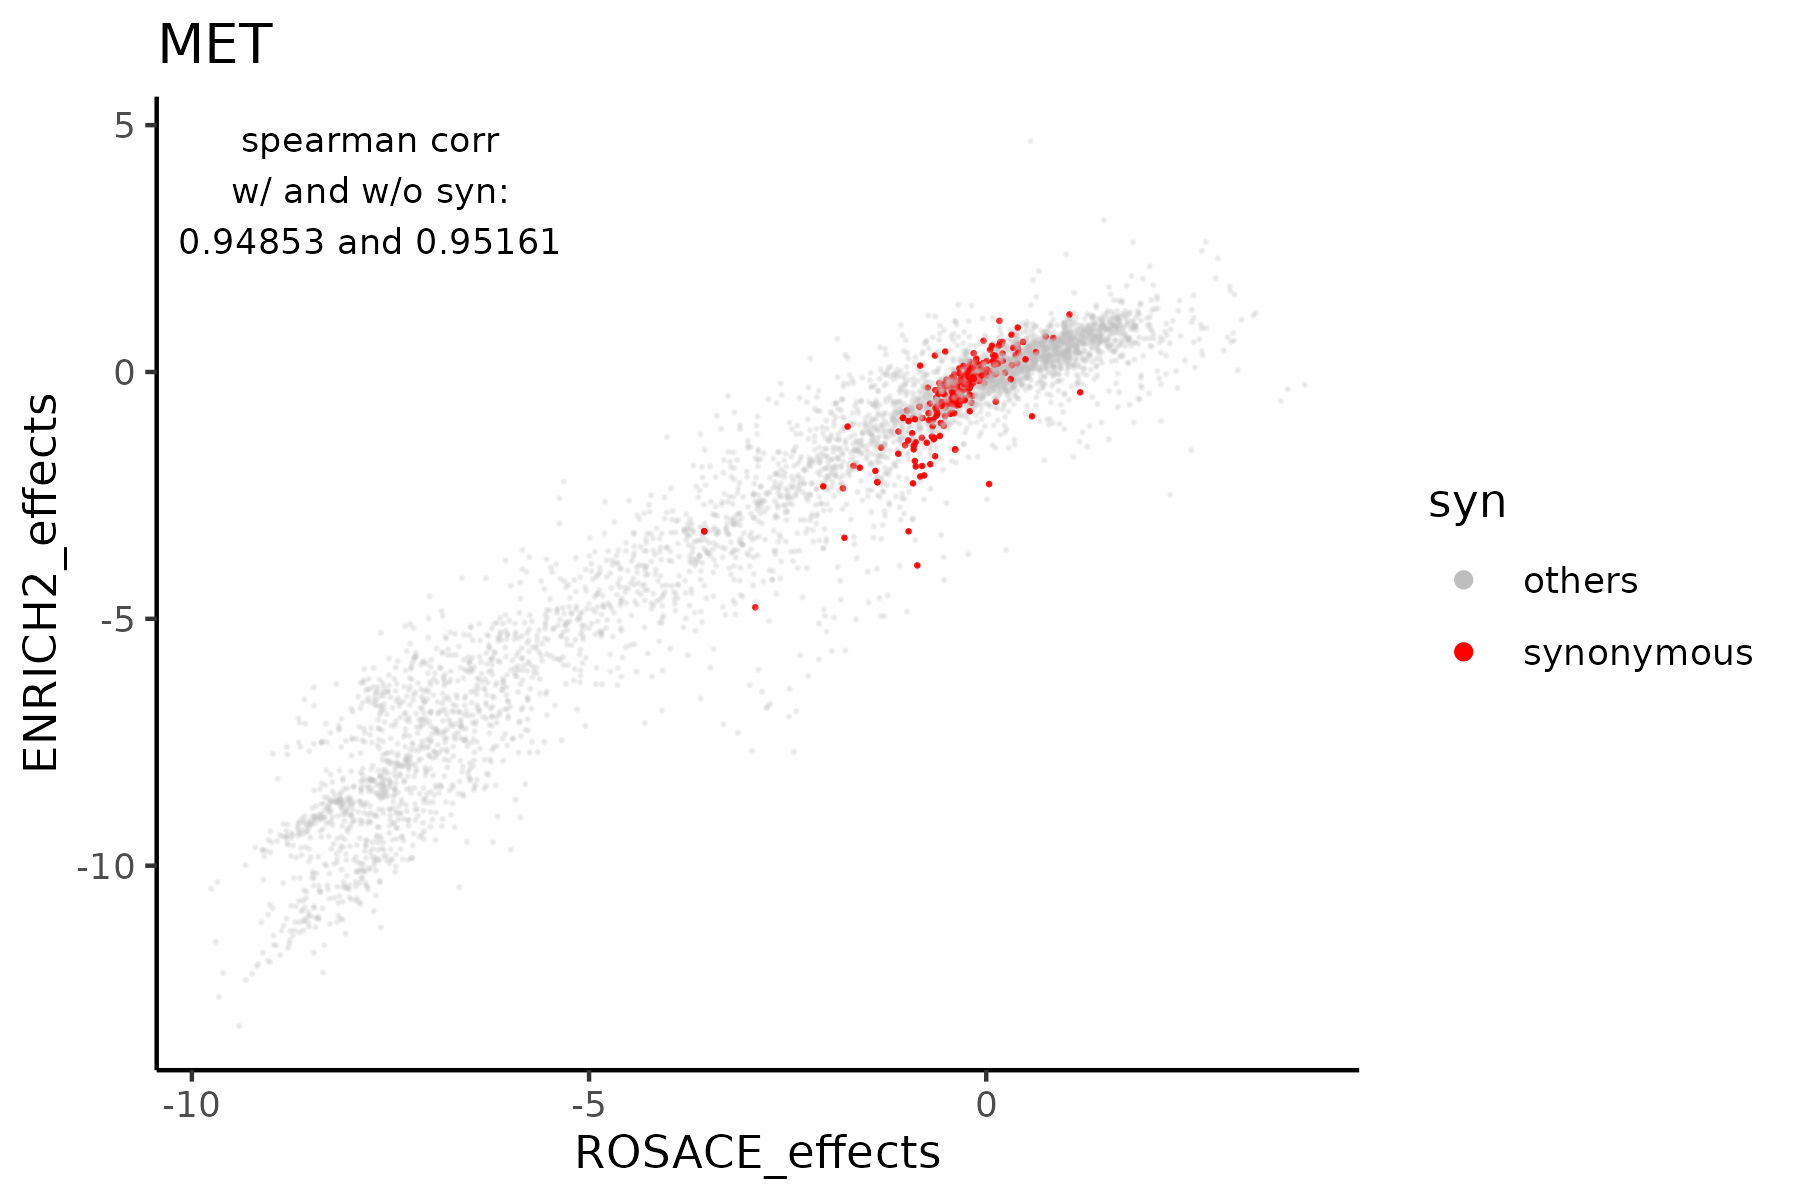 MET
spearman corr
w/ and w/o syn:
0.94853 and 0.95161
5
0
-5
-10
ENRICH2_effects
-10
-5
0
ROSACE_effects
syn
others
synonymous